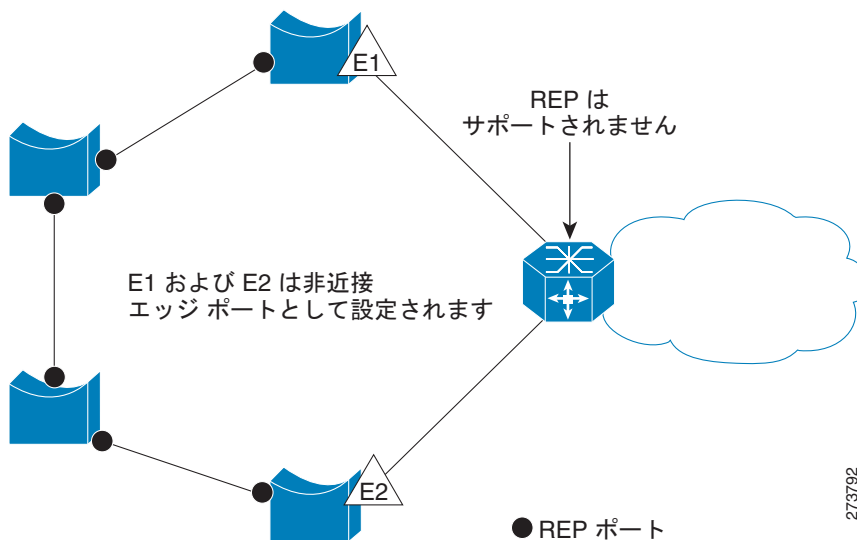 E1
REP は
サポートされません
E1 および E2 は非近接
エッジ ポートとして設定されます
E2
REP ポート
273792